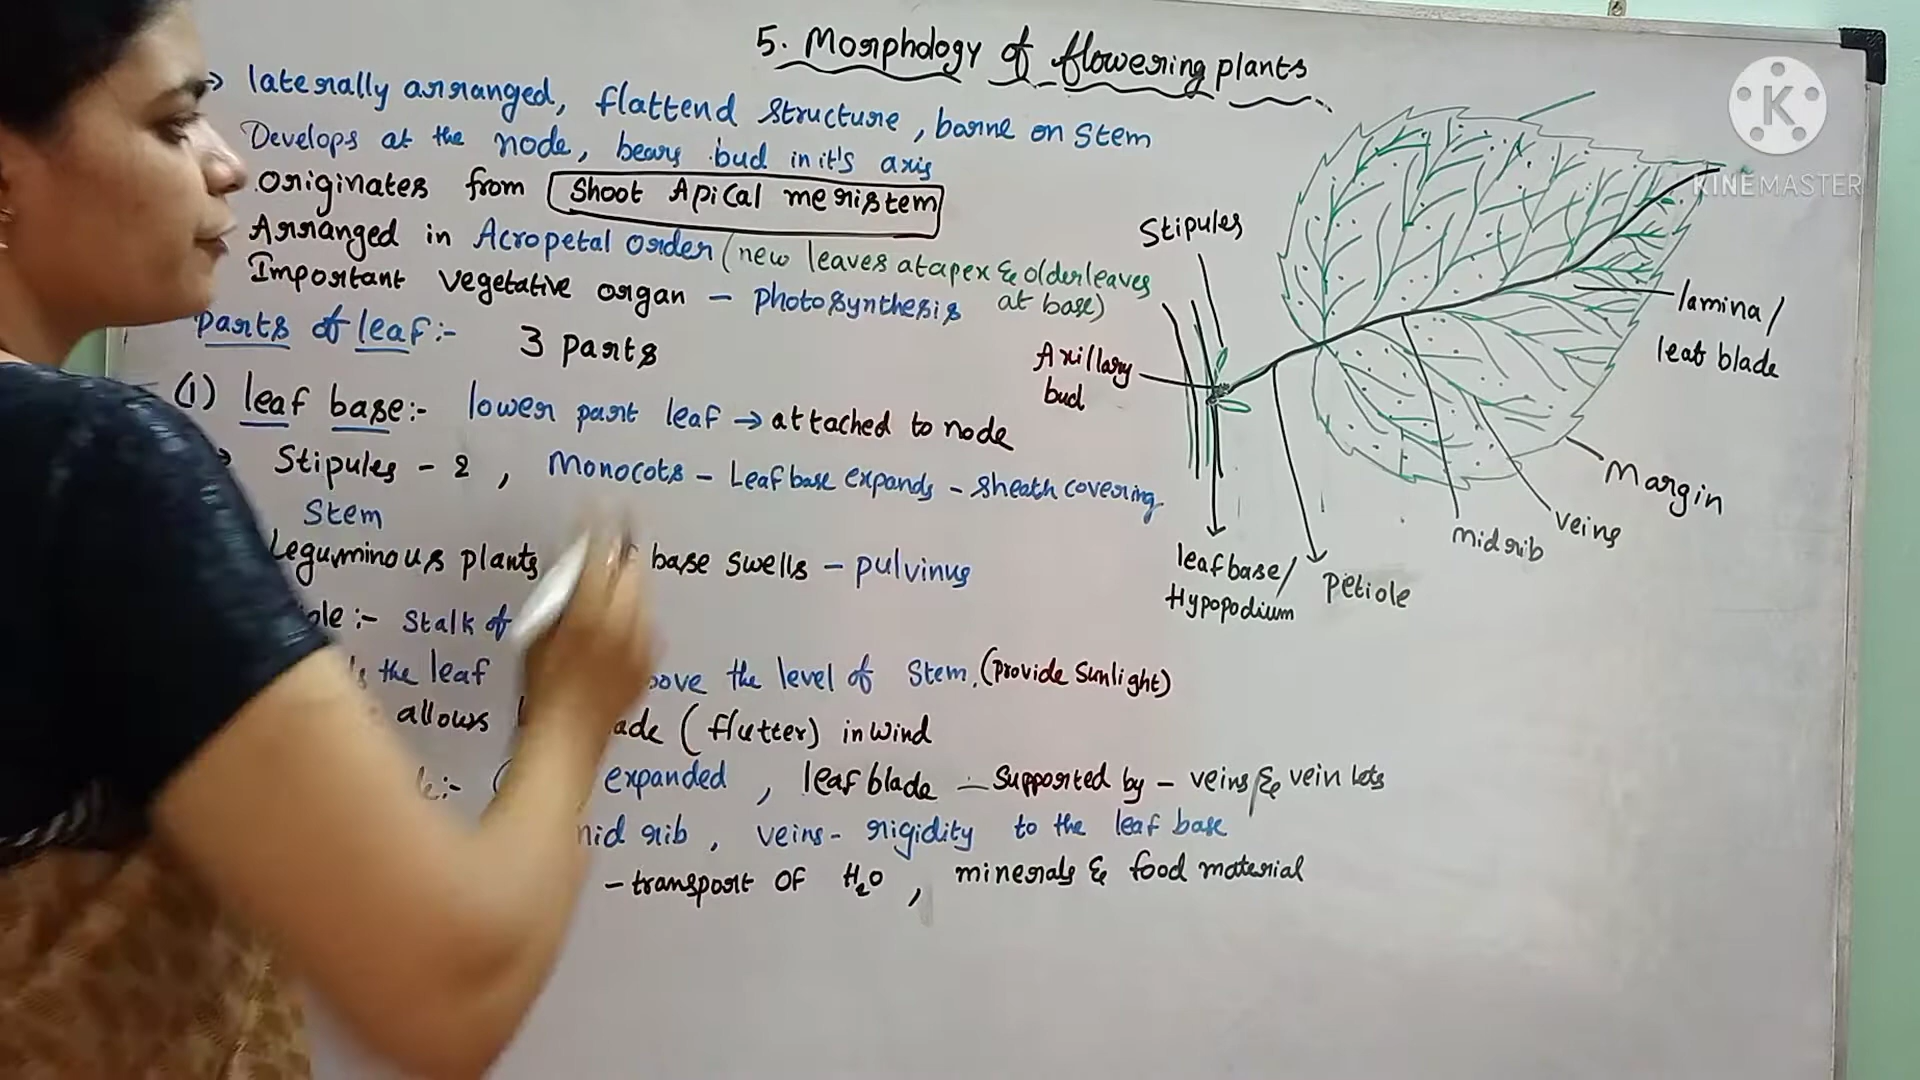 5. Morphology of flowering plants
→ laterally arranged, flattend structure, borne on stem
Develops at the node, bears bud in it's axis
originates from Shoot Apical meristem
Arranged in Acropetal order (new leaves at apex & older leaves
at base)
Important vegetative organ - photosynthesis
parts of leaf:- 3 parts
(1) leaf base:- lower part leaf → attached to node
Stipules - 2, Monocots - Leaf base expands - sheath covering
Stem
Leguminous plants base swells - pulvinus
Stalk of
the leaf the level of Stem. (provide sunlight)
allows (flutter) in wind
expanded, leaf blade - supported by - veins & vein lets
mid rib, veins - rigidity to the leaf base
- transport OF H2O, minerals & food material
Stipules
Axillary
bud
leaf base/
Hypopodium
Petiole
midrib
veins
Margin
lamina/
leaf blade
K
KINEMASTER